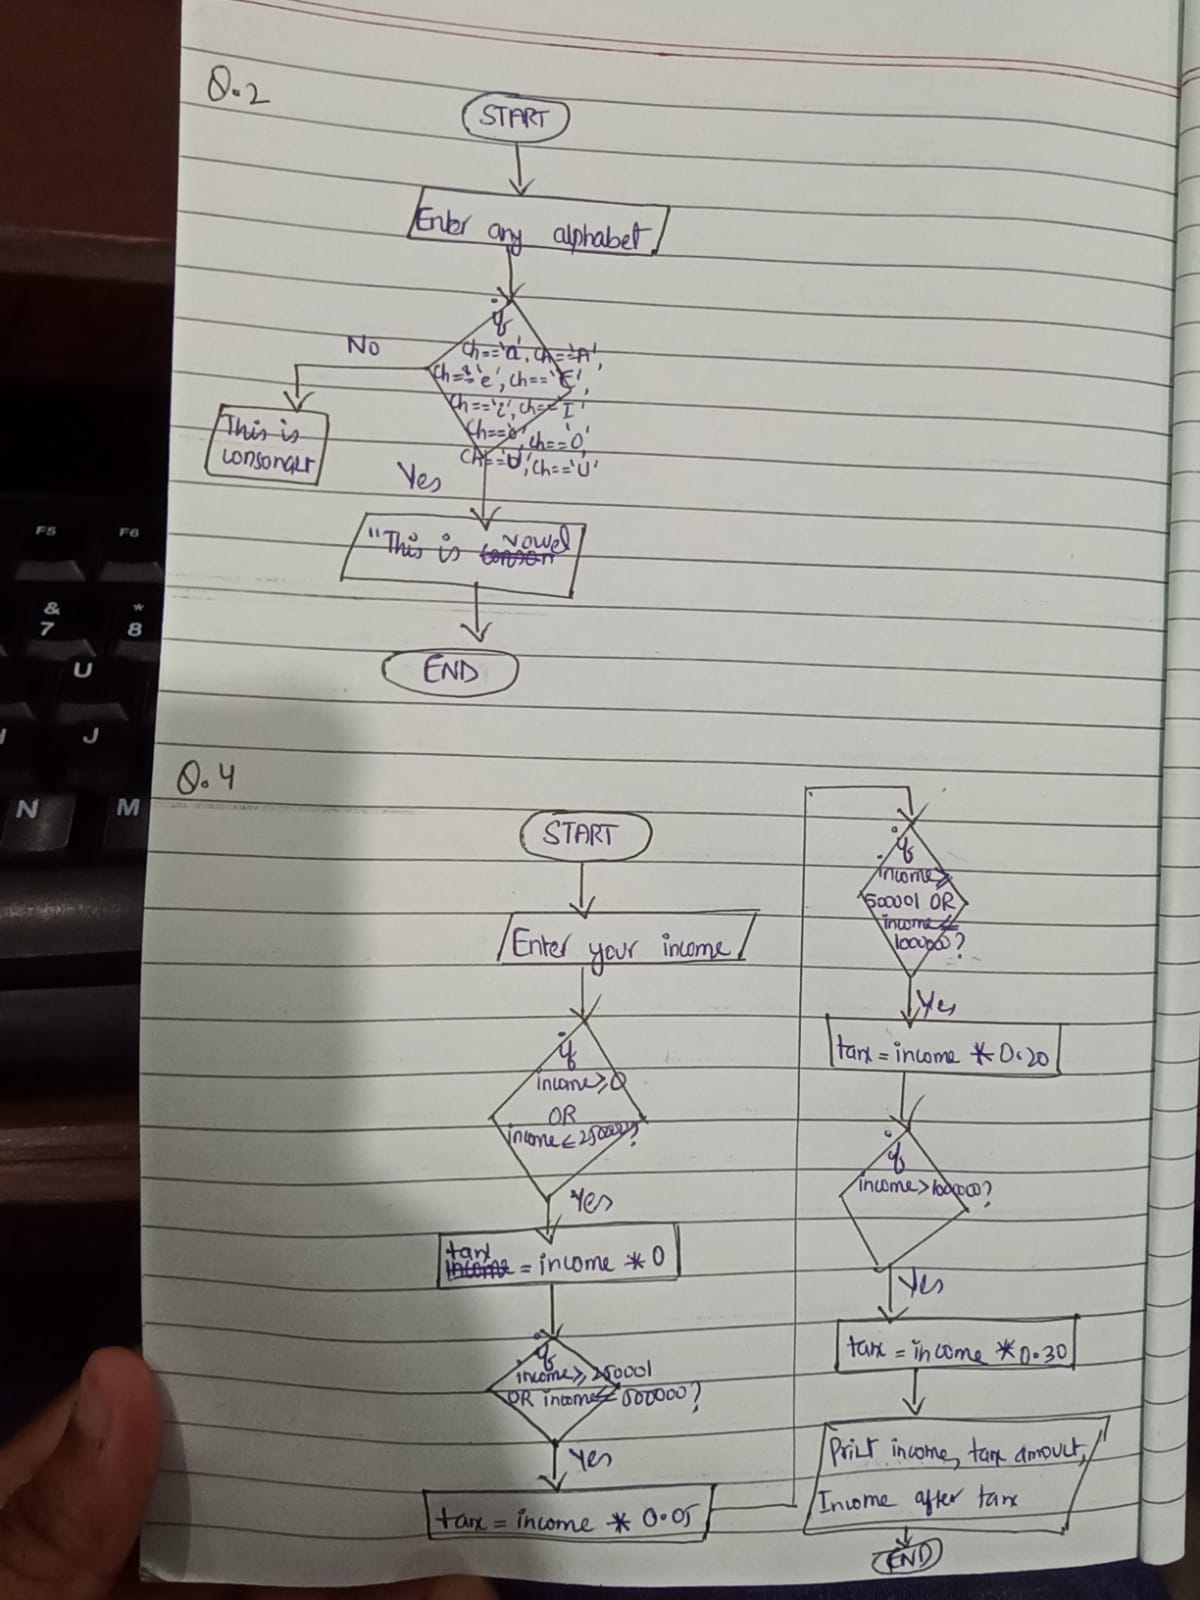 Q.2
START
Enter any alphabet
if
ch=='a', ch=='A',
ch=='e', ch=='E',
ch=='i', ch==I'
ch=='o', ch=='O',
ch=='U', ch=='U'
No
This is
consonant
Yes
"This is vowel
END
Q.4
START
Enter your income
if
income≥0
OR
income≤250000?
Yes
tax
= income * 0
if
income≥250001
OR income≤500000?
Yes
tax = income * 0.05
if
income≥
500001 OR
income≤
1000000?
Yes
tax = income * 0.20
if
income>1000000?
Yes
tax = income * 0.30
Print income, tax amount,
Income after tax
END
F5
F6
&
7
*
8
U
J
N
M